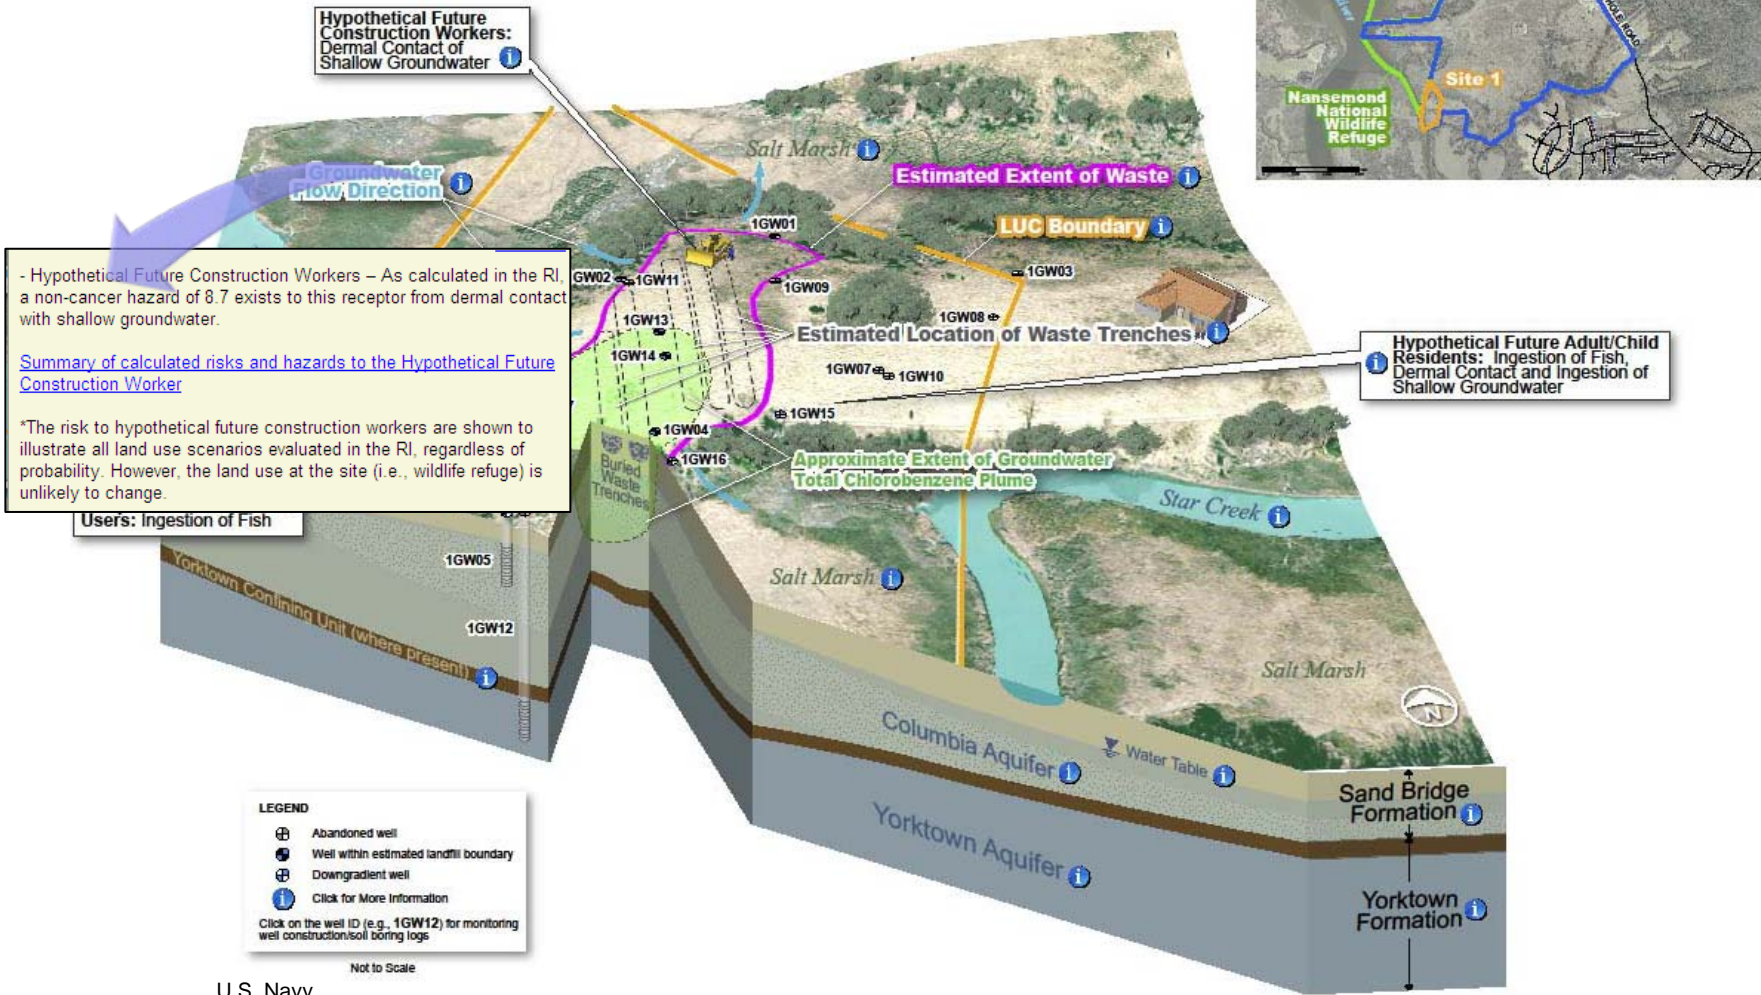 Hypothetical Future
Construction Workers:
Dermal Contact of
Shallow Groundwater
HOLE ROAD
Site 1
Nansemond
National
Wildlife
Refuge
Salt Marsh
Groundwater
Flow Direction
Estimated Extent of Waste
LUC Boundary
1GW01
1GW03
GW02
1GW11
1GW09
1GW13
1GW08
Estimated Location of Waste Trenches
1GW14
1GW07
1GW10
1GW15
1GW04
1GW16
Hypothetical Future Adult/Child
Residents: Ingestion of Fish,
Dermal Contact and Ingestion of
Shallow Groundwater
- Hypothetical Future Construction Workers – As calculated in the RI,
a non-cancer hazard of 8.7 exists to this receptor from dermal contact
with shallow groundwater.
Summary of calculated risks and hazards to the Hypothetical Future
Construction Worker
*The risk to hypothetical future construction workers are shown to
illustrate all land use scenarios evaluated in the RI, regardless of
probability. However, the land use at the site (i.e., wildlife refuge) is
unlikely to change.
Users: Ingestion of Fish
Buried
Waste
Trenches
Approximate Extent of Groundwater
Total Chlorobenzene Plume
Star Creek
Salt Marsh
Salt Marsh
1GW05
1GW12
Yorktown Confining Unit (where present)
Columbia Aquifer
Water Table
Yorktown Aquifer
Sand Bridge
Formation
Yorktown
Formation
N
LEGEND
Abandoned well
Well within estimated landfill boundary
Downgradient well
Click for More Information
Click on the well ID (e.g., 1GW12) for monitoring
well construction/soil boring logs
Not to Scale
U.S. Navy